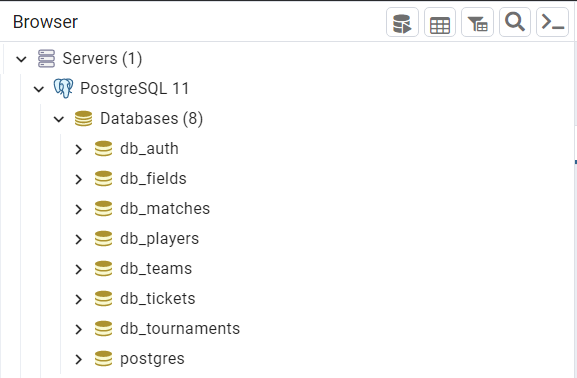 Browser
Servers (1)
PostgreSQL 11
Databases (8)
db_auth
db_fields
db_matches
db_players
db_teams
db_tickets
db_tournaments
postgres